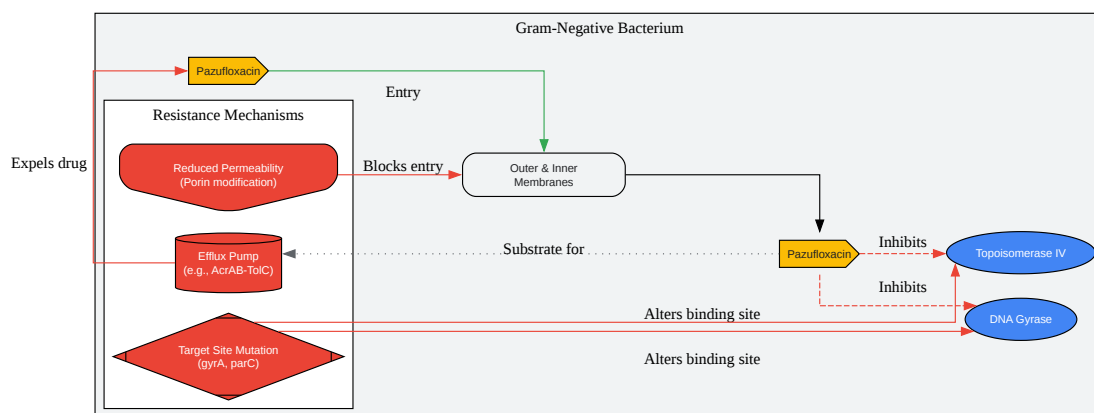 Gram-Negative Bacterium
Pazufloxacin
Entry
Resistance Mechanisms
Expels drug
Reduced Permeability
(Porin modification)
Blocks entry
Outer & Inner
Membranes
Efflux Pump
(e.g., AcrAB-TolC)
Substrate for
Pazufloxacin
Inhibits
Topoisomerase IV
Inhibits
Alters binding site
DNA Gyrase
Target Site Mutation
(gyrA, parC)
Alters binding site